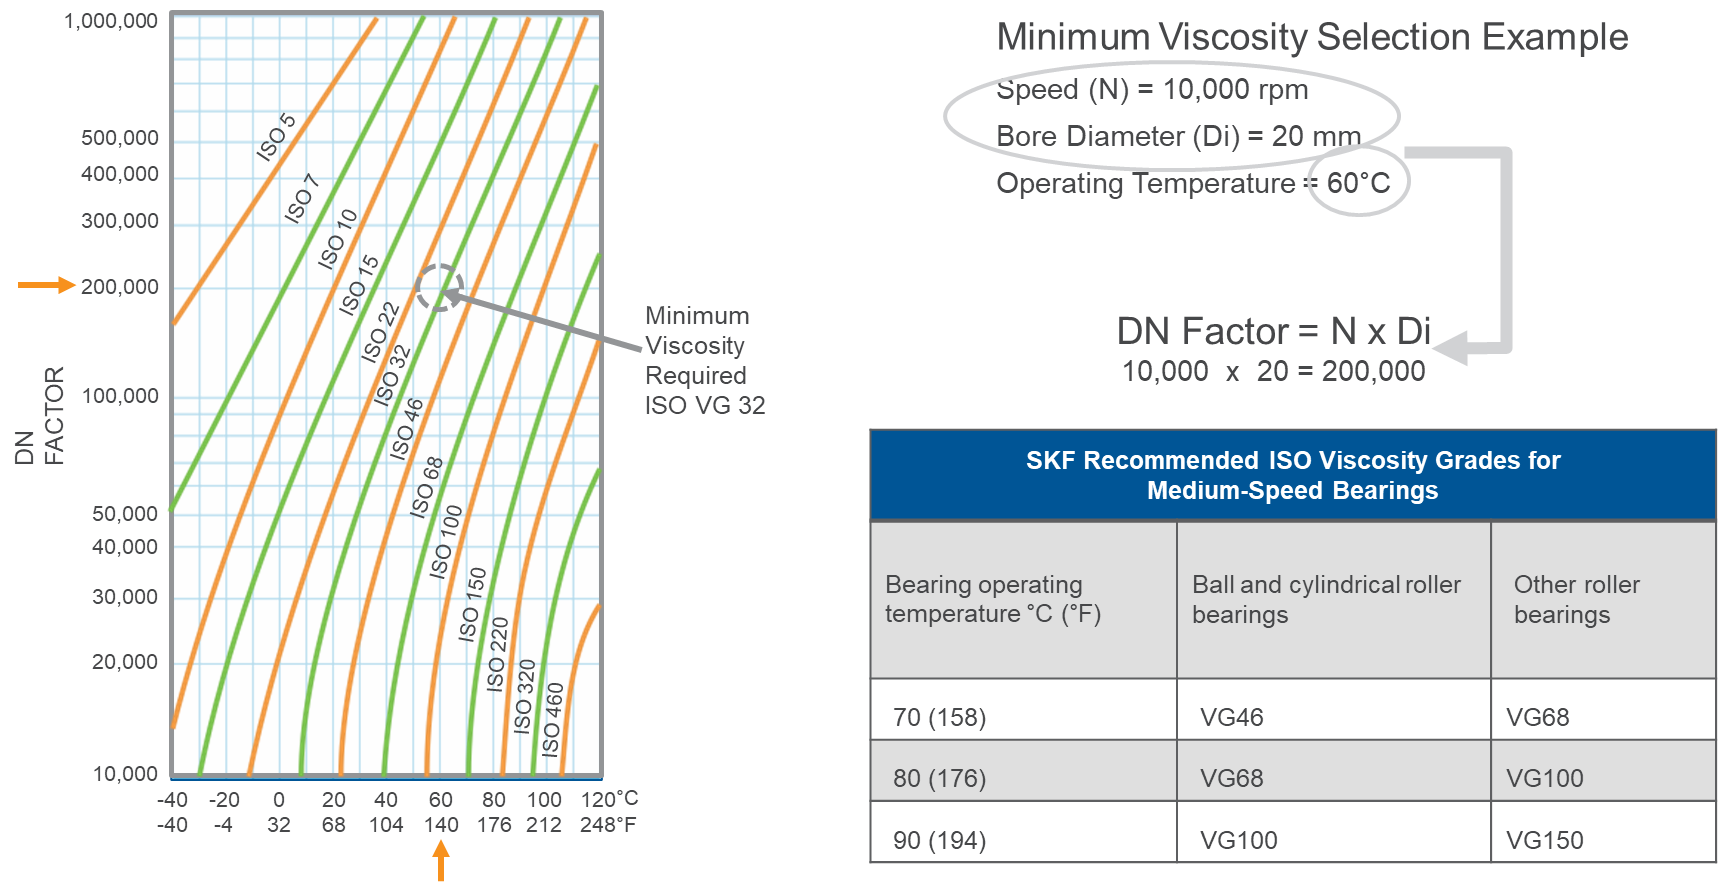 1,000,000
500,000
400,000
300,000
200,000
100,000
50,000
40,000
30,000
20,000
10,000
DN
FACTOR
-40 -20 0 20 40 60 80 100 120°C
-40 -4 32 68 104 140 176 212 248°F
ISO 5
ISO 7
ISO 10
ISO 15
ISO 22
ISO 32
ISO 46
ISO 68
ISO 100
ISO 150
ISO 220
ISO 320
ISO 460
Minimum
Viscosity
Required
ISO VG 32
Minimum Viscosity Selection Example
Speed (N) = 10,000 rpm
Bore Diameter (Di) = 20 mm
Operating Temperature = 60°C
DN Factor = N x Di
10,000 x 20 = 200,000
SKF Recommended ISO Viscosity Grades for
Medium-Speed Bearings
Bearing operating
temperature °C (°F)
Ball and cylindrical roller
bearings
Other roller
bearings
70 (158) VG46 VG68
80 (176) VG68 VG100
90 (194) VG100 VG150